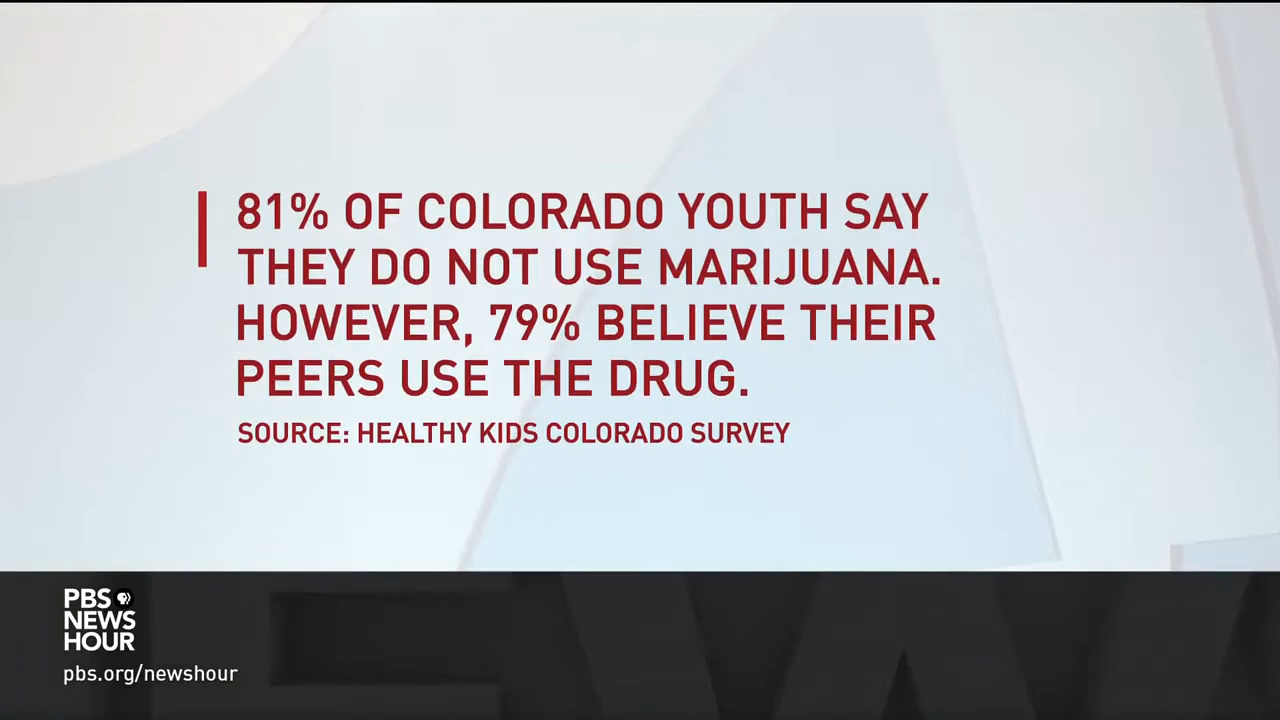 81% OF COLORADO YOUTH SAY
THEY DO NOT USE MARIJUANA.
HOWEVER, 79% BELIEVE THEIR
PEERS USE THE DRUG.
SOURCE: HEALTHY KIDS COLORADO SURVEY
PBS
NEWS
HOUR
pbs.org/newshour